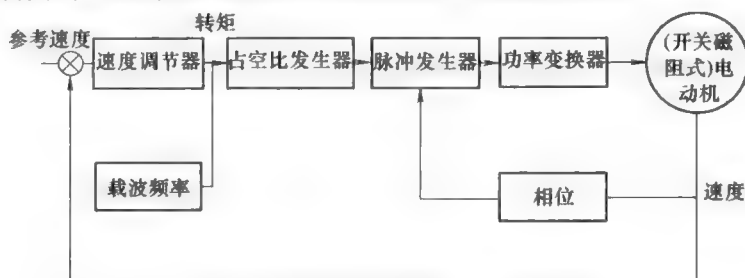 转矩
参考速度
速度调节器
占空比发生器
脉冲发生器
功率变换器
(开关磁
阻式)电
动机
载波频率
相位
速度